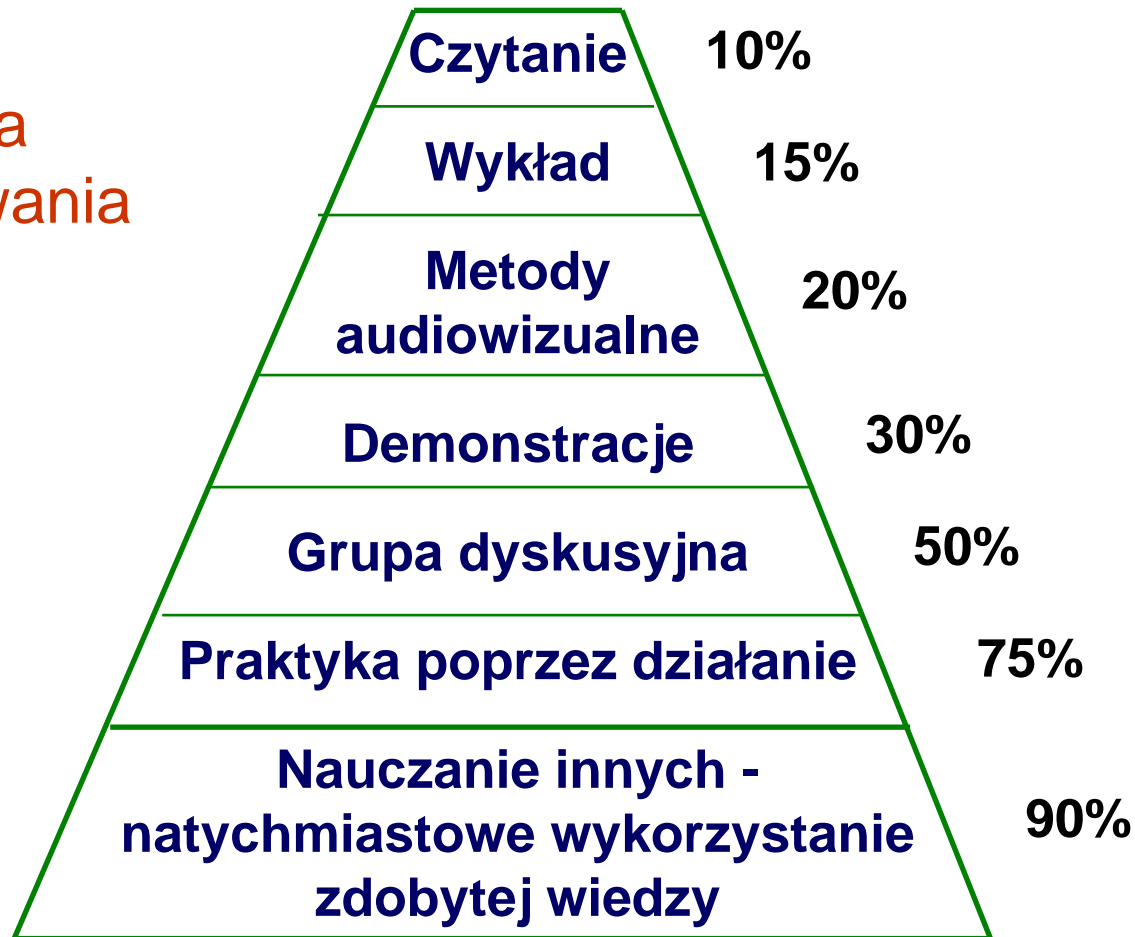 Czytanie 10%
Wykład 15%
Metody
audiowizualne
20%
Demonstracje 30%
Grupa dyskusyjna 50%
Praktyka poprzez działanie 75%
Nauczanie innych -
natychmiastowe wykorzystanie
zdobytej wiedzy
90%